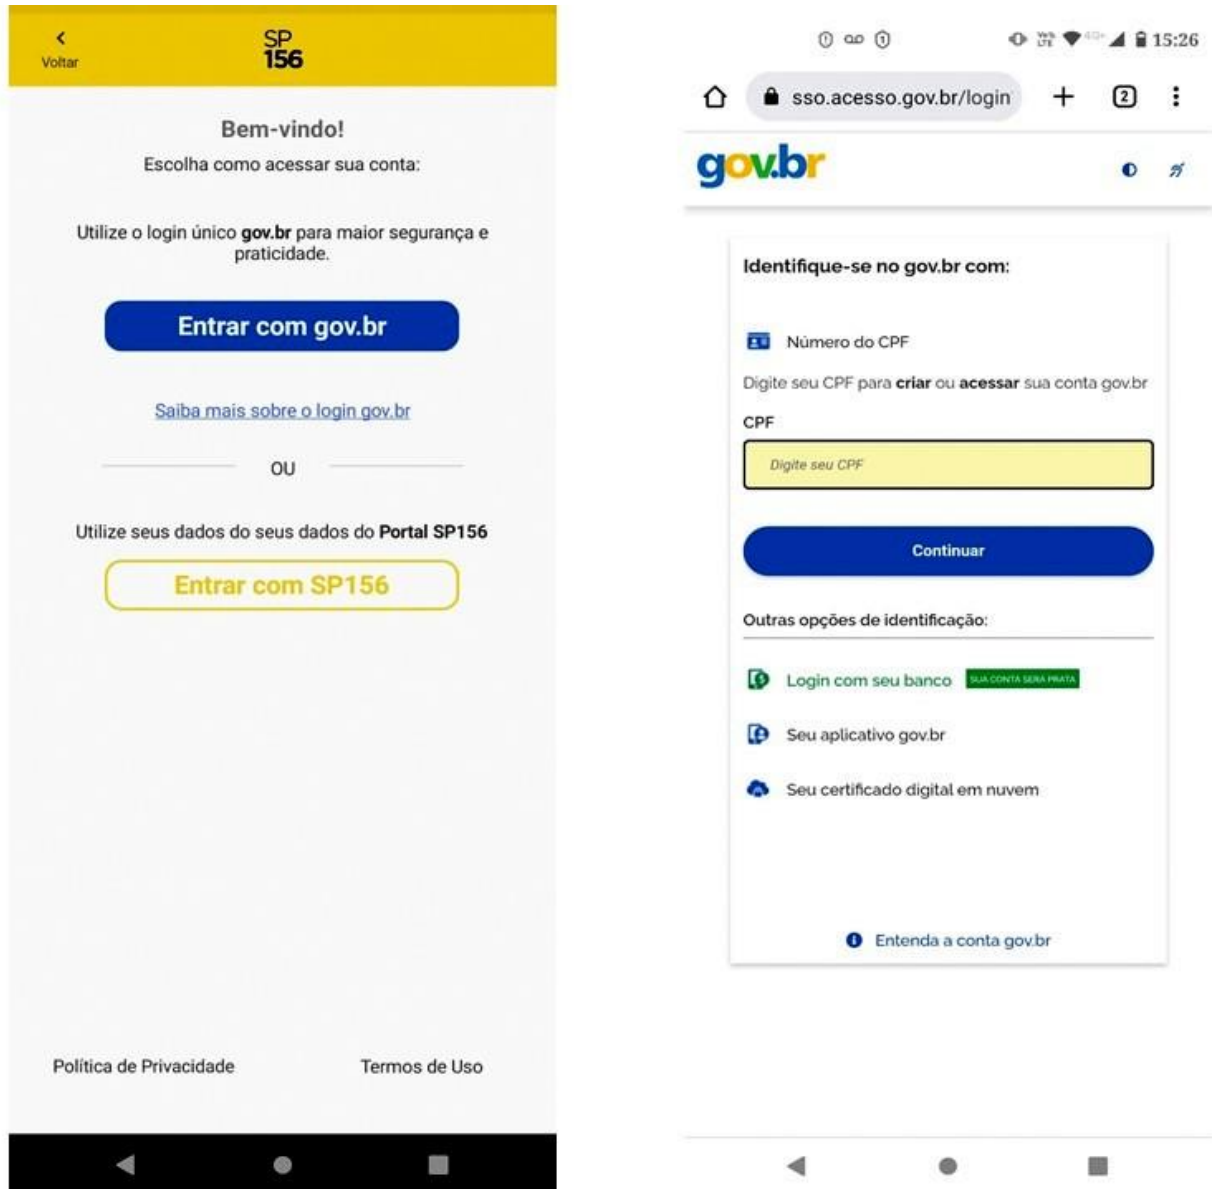 Voltar
SP
156
Bem-vindo!
Escolha como acessar sua conta:
Utilize o login único gov.br para maior segurança e
praticidade.
Entrar com gov.br
Saiba mais sobre o login gov.br
OU
Utilize seus dados do seus dados do Portal SP156
Entrar com SP156
Política de Privacidade
Termos de Uso
4G+ 15:26
sso.acesso.gov.br/login
2
gov.br
Identifique-se no gov.br com:
Número do CPF
Digite seu CPF para criar ou acessar sua conta gov.br
CPF
Digite seu CPF
Continuar
Outras opções de identificação:
Login com seu banco SUA CONTA SERÁ PRATA
Seu aplicativo gov.br
Seu certificado digital em nuvem
Entenda a conta gov.br